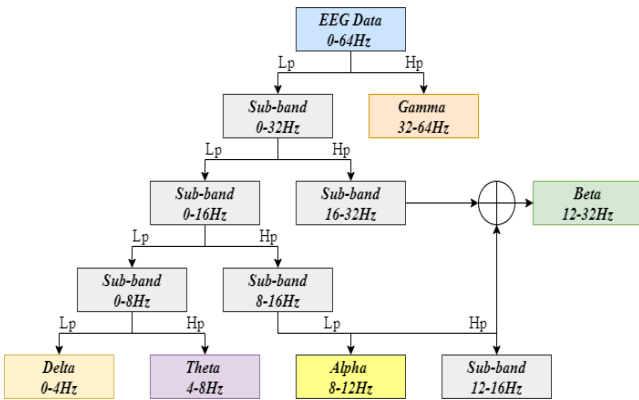 EEG Data
0-64Hz
Lp
Hp
Sub-band
0-32Hz
Gamma
32-64Hz
Lp
Hp
Sub-band
0-16Hz
Sub-band
16-32Hz
Beta
12-32Hz
Lp
Hp
Sub-band
0-8Hz
Sub-band
8-16Hz
Lp
Hp
Lp
Hp
Delta
0-4Hz
Theta
4-8Hz
Alpha
8-12Hz
Sub-band
12-16Hz